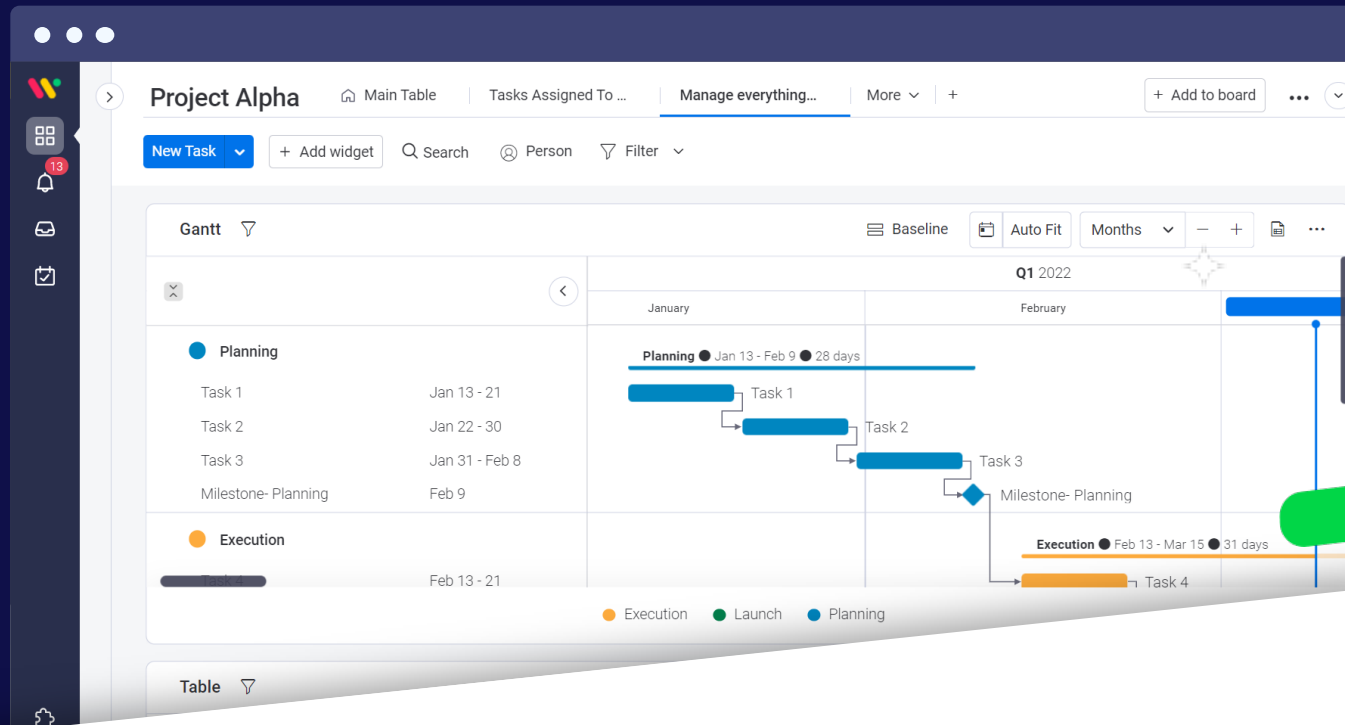 Project Alpha Main Table Tasks Assigned To ... Manage everything... More + + Add to board
New Task + Add widget Search Person Filter
13
Gantt Baseline Auto Fit Months − +
Q1 2022
January February
Planning
Planning ● Jan 13 - Feb 9 ● 28 days
Task 1 Jan 13 - 21 Task 1
Task 2 Jan 22 - 30 Task 2
Task 3 Jan 31 - Feb 8 Task 3
Milestone- Planning Feb 9 Milestone- Planning
Execution
Execution ● Feb 13 - Mar 15 ● 31 days
Task 4 Feb 13 - 21 Task 4
Execution Launch Planning
Table